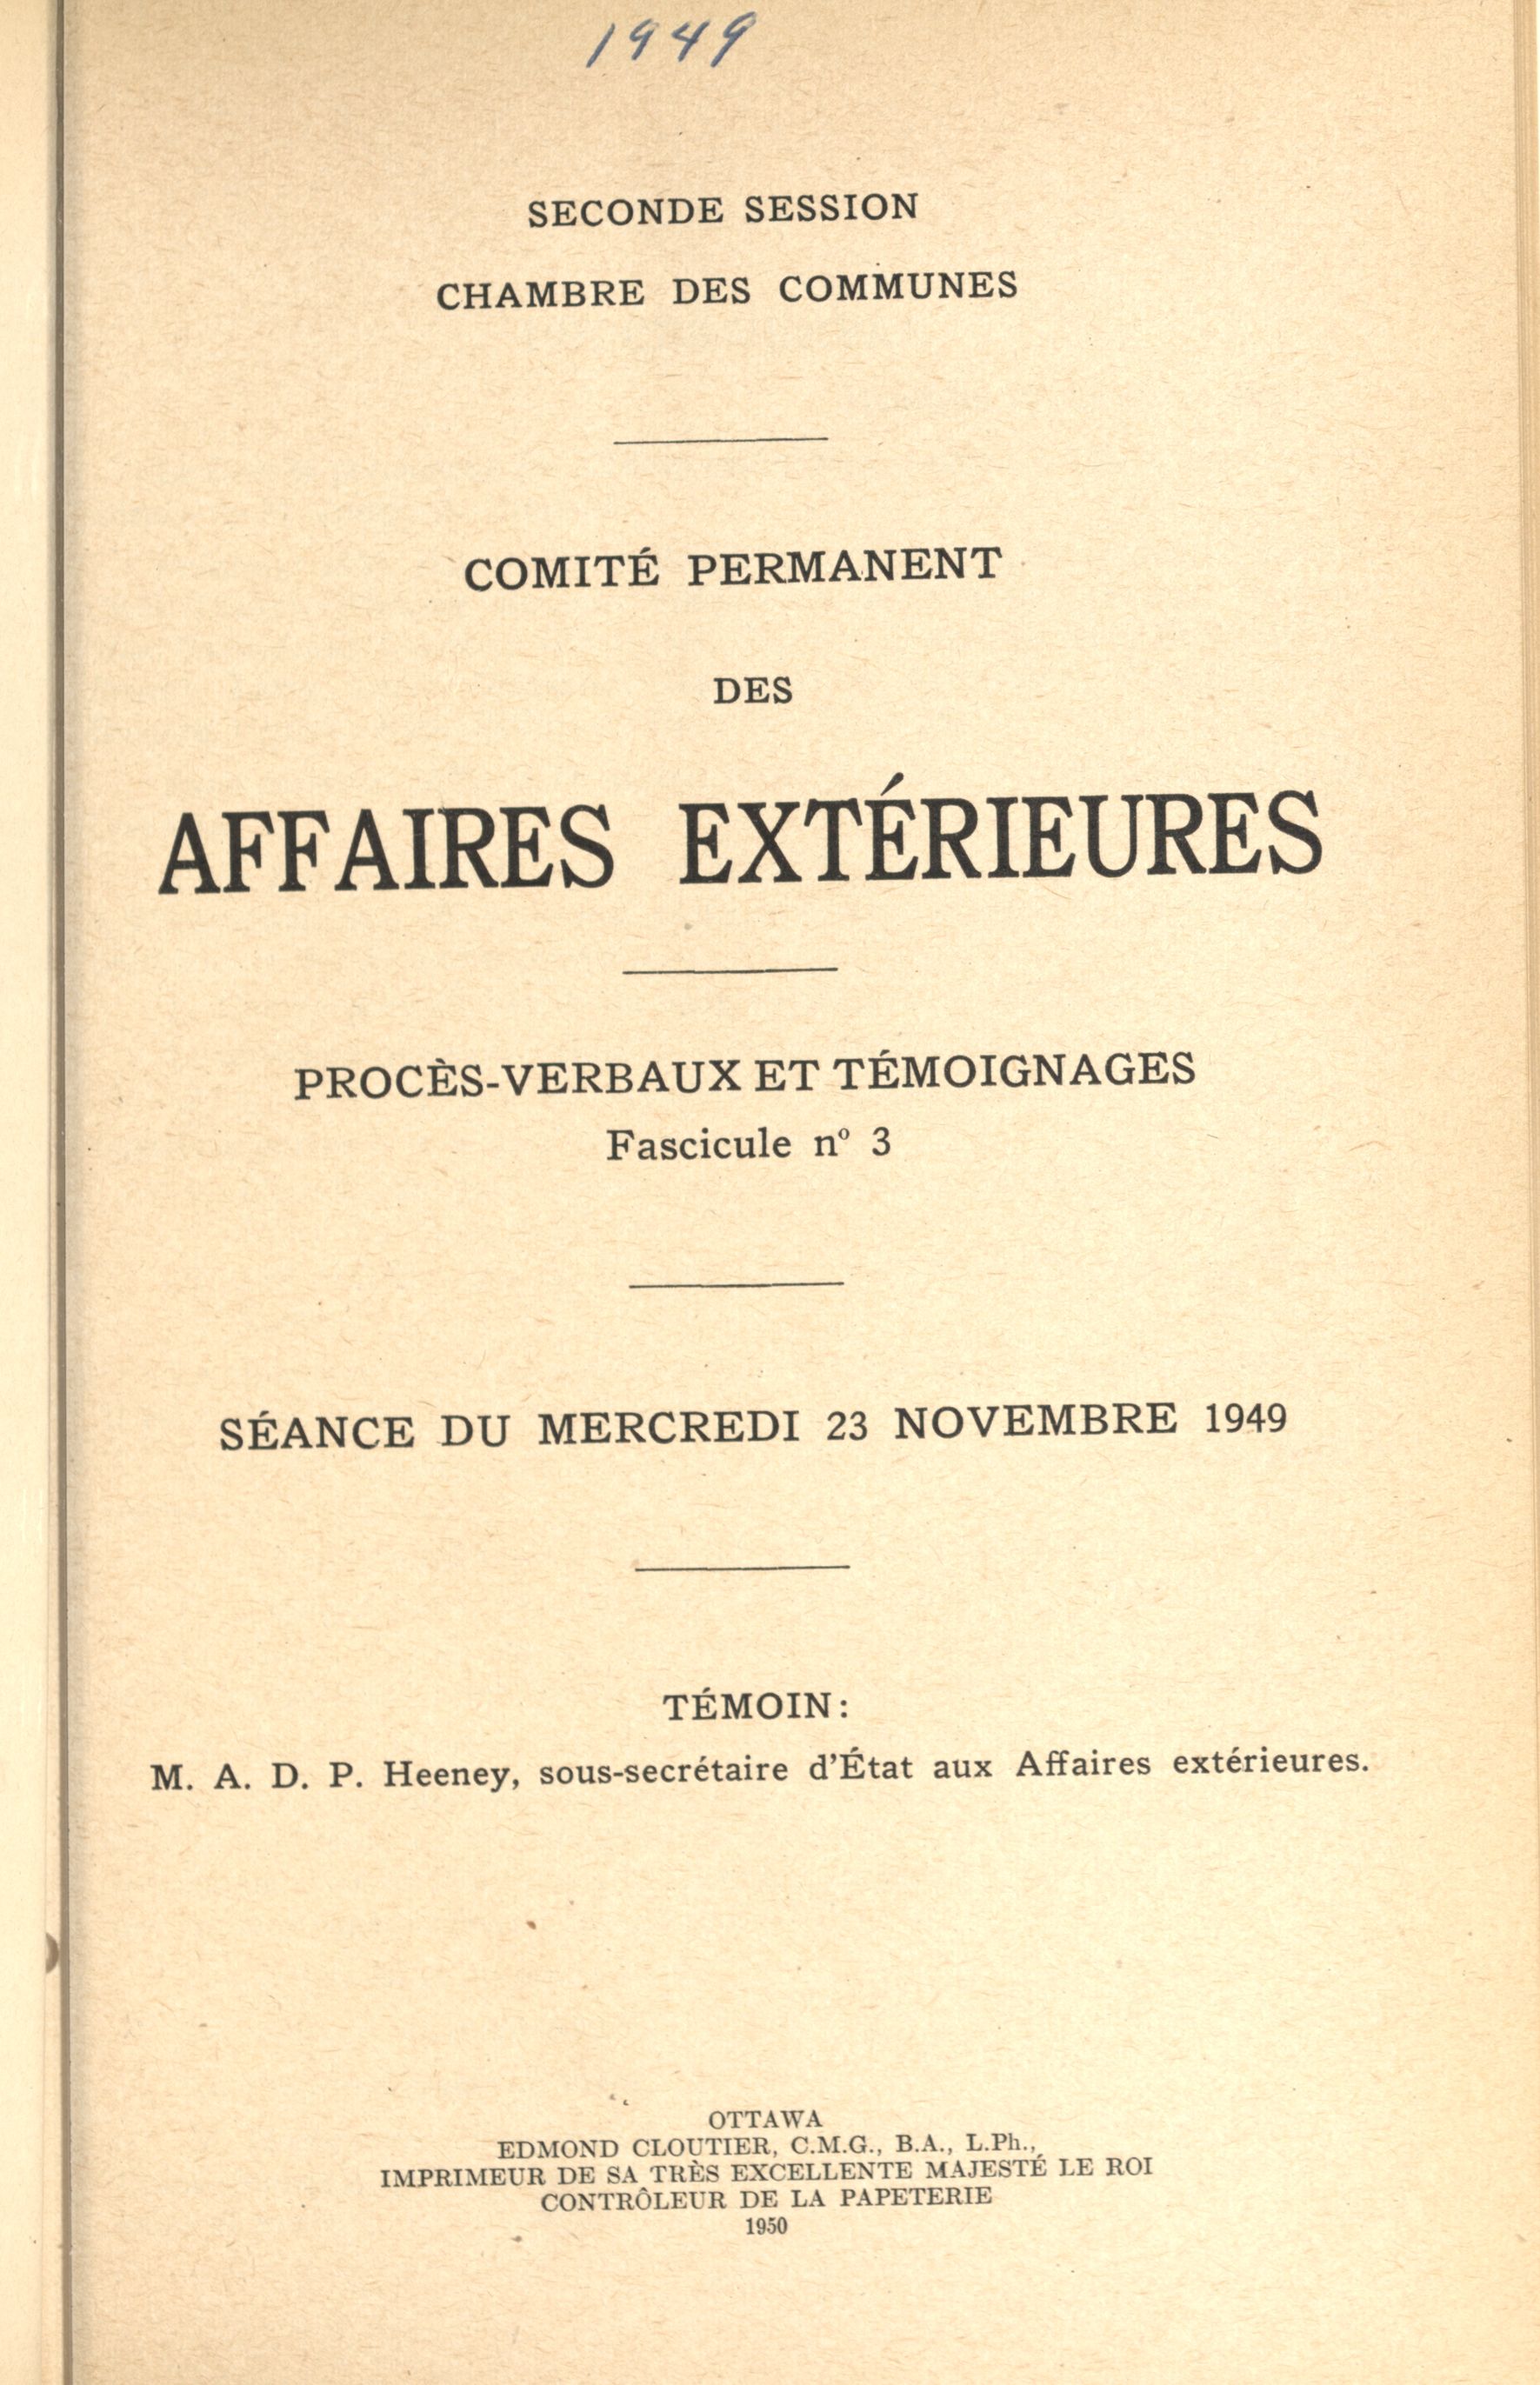 1949
SECONDE SESSION
CHAMBRE DES COMMUNES
COMITÉ PERMANENT
DES
AFFAIRES EXTÉRIEURES
PROCÈS-VERBAUX ET TÉMOIGNAGES
Fascicule nº 3
SÉANCE DU MERCREDI 23 NOVEMBRE 1949
TÉMOIN:
M. A. D. P. Heeney, sous-secrétaire d'État aux Affaires extérieures.
OTTAWA
EDMOND CLOUTIER, C.M.G., B.A., L.Ph.,
IMPRIMEUR DE SA TRÈS EXCELLENTE MAJESTÉ LE ROI
CONTRÔLEUR DE LA PAPETERIE
1950